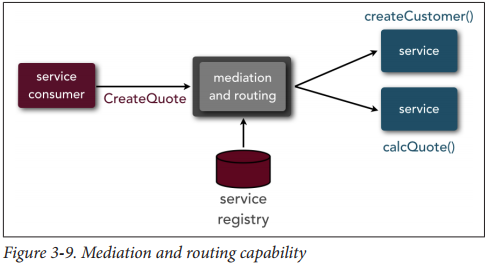 createCustomer()
service
service
consumer
CreateQuote
mediation
and routing
service
calcQuote()
service
registry
Figure 3-9. Mediation and routing capability